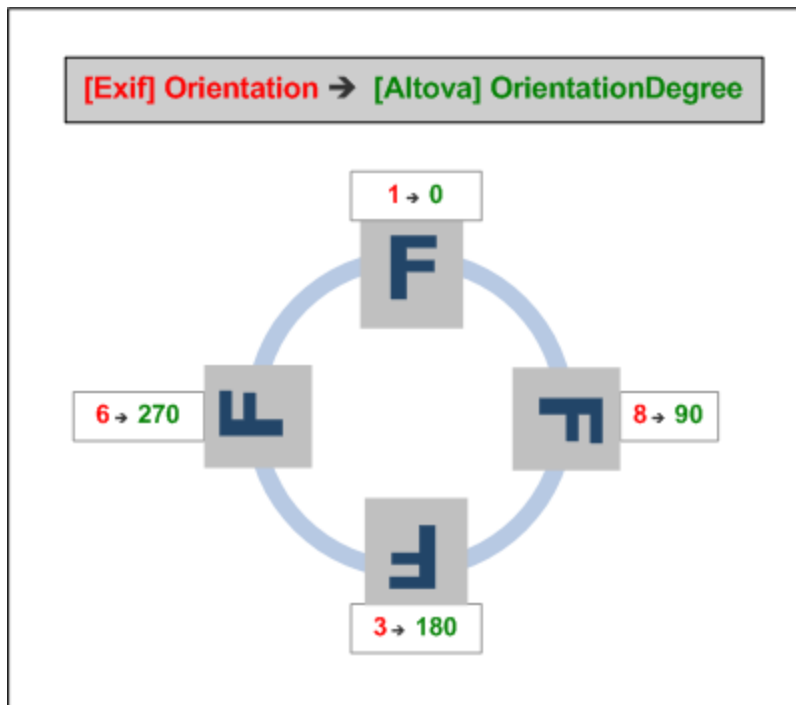 [Exif] Orientation ➔ [Altova] OrientationDegree
1 ➔ 0
F
6 ➔ 270
F
F
8 ➔ 90
F
3 ➔ 180